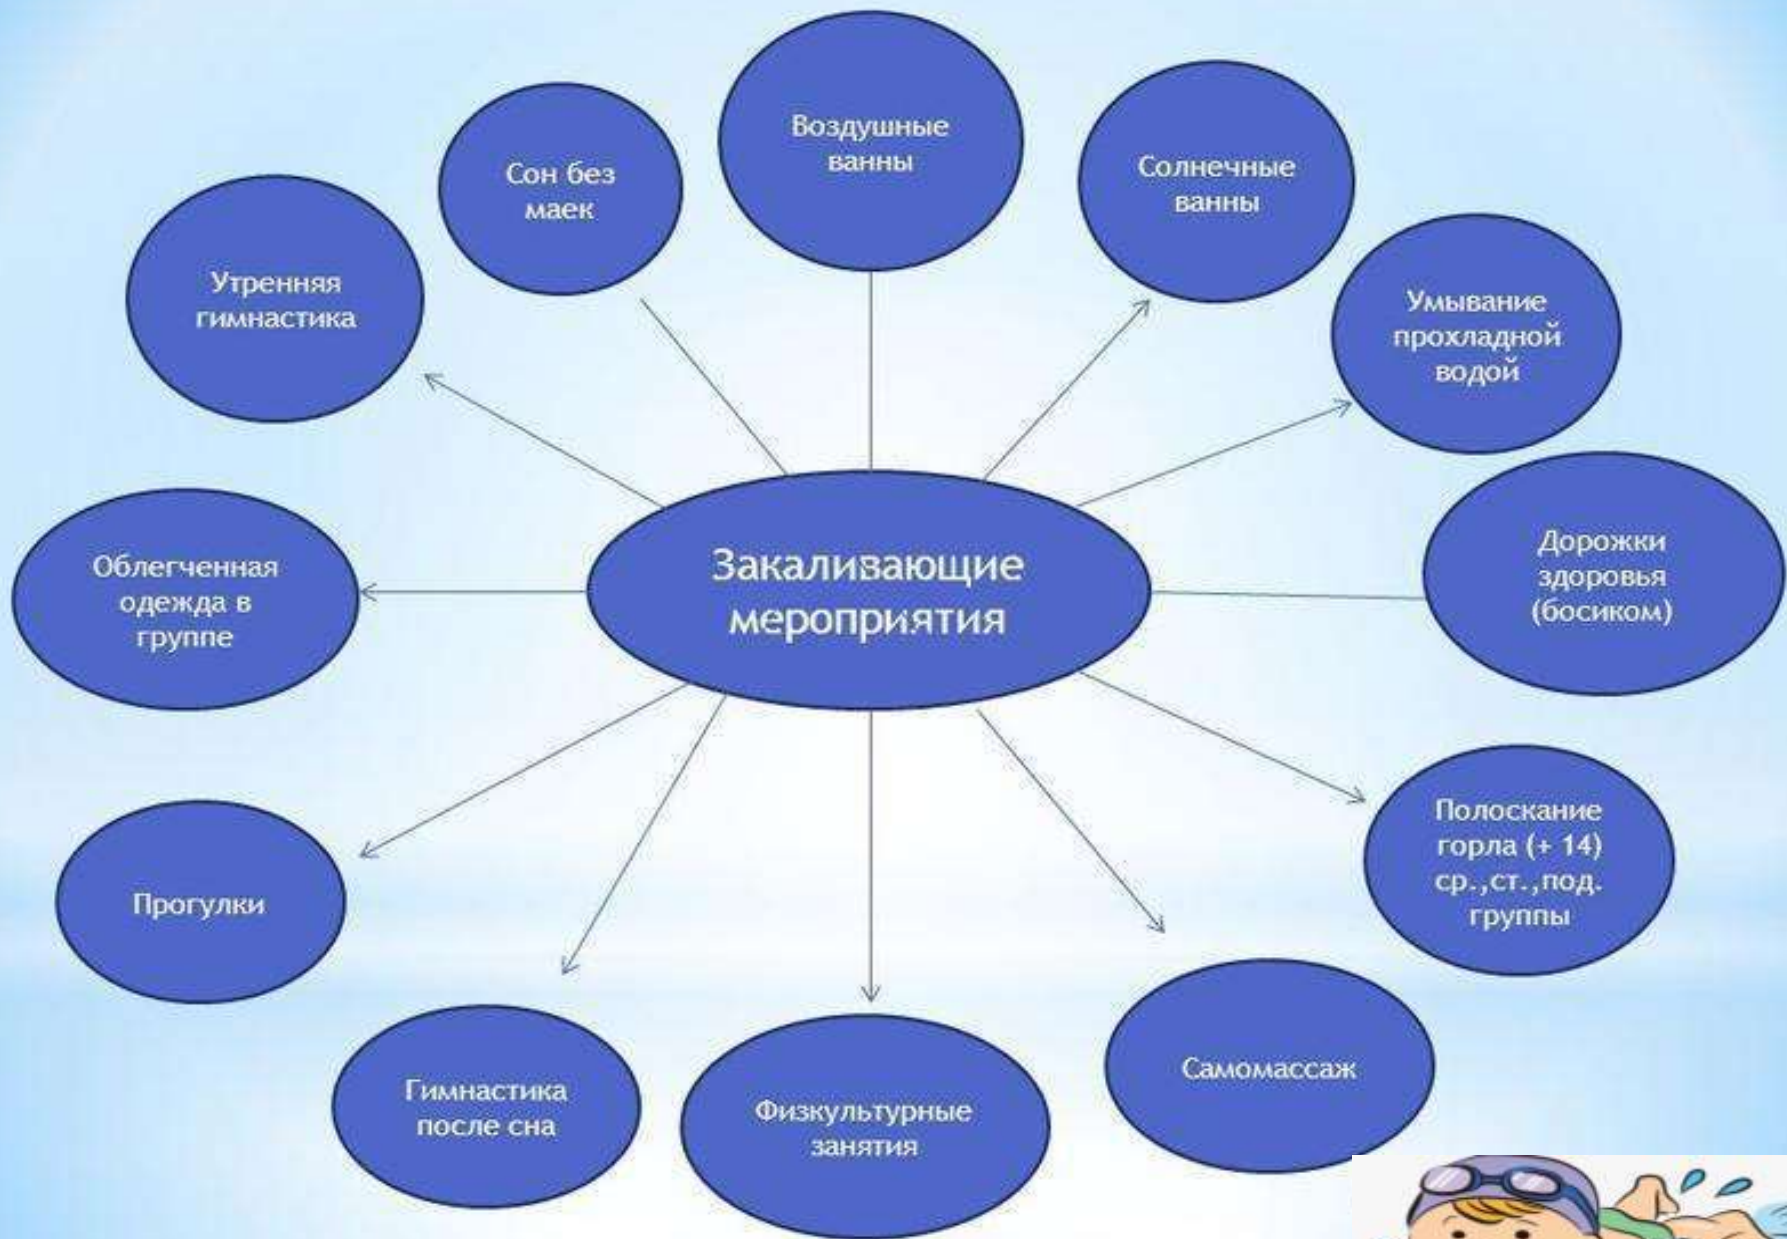 Воздушные
ванны
Сон без
маек
Солнечные
ванны
Утренняя
гимнастика
Умывание
прохладной
водой
Облегченная
одежда в
группе
Закаливающие
мероприятия
Дорожки
здоровья
(босиком)
Прогулки
Полоскание
горла (+ 14)
ср.,ст.,под.
группы
Гимнастика
после сна
Физкультурные
занятия
Самомассаж